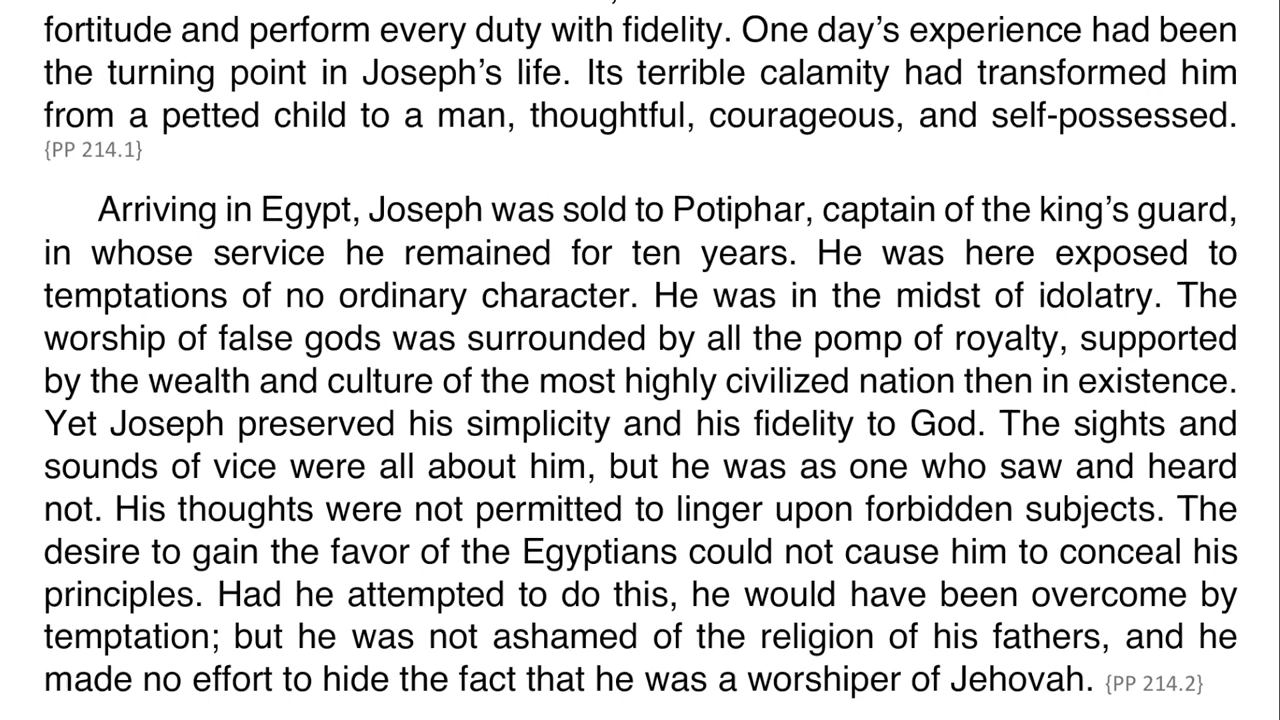 fortitude and perform every duty with fidelity. One day’s experience had been
the turning point in Joseph’s life. Its terrible calamity had transformed him
from a petted child to a man, thoughtful, courageous, and self-possessed.
{PP 214.1}
Arriving in Egypt, Joseph was sold to Potiphar, captain of the king’s guard,
in whose service he remained for ten years. He was here exposed to
temptations of no ordinary character. He was in the midst of idolatry. The
worship of false gods was surrounded by all the pomp of royalty, supported
by the wealth and culture of the most highly civilized nation then in existence.
Yet Joseph preserved his simplicity and his fidelity to God. The sights and
sounds of vice were all about him, but he was as one who saw and heard
not. His thoughts were not permitted to linger upon forbidden subjects. The
desire to gain the favor of the Egyptians could not cause him to conceal his
principles. Had he attempted to do this, he would have been overcome by
temptation; but he was not ashamed of the religion of his fathers, and he
made no effort to hide the fact that he was a worshiper of Jehovah. {PP 214.2}